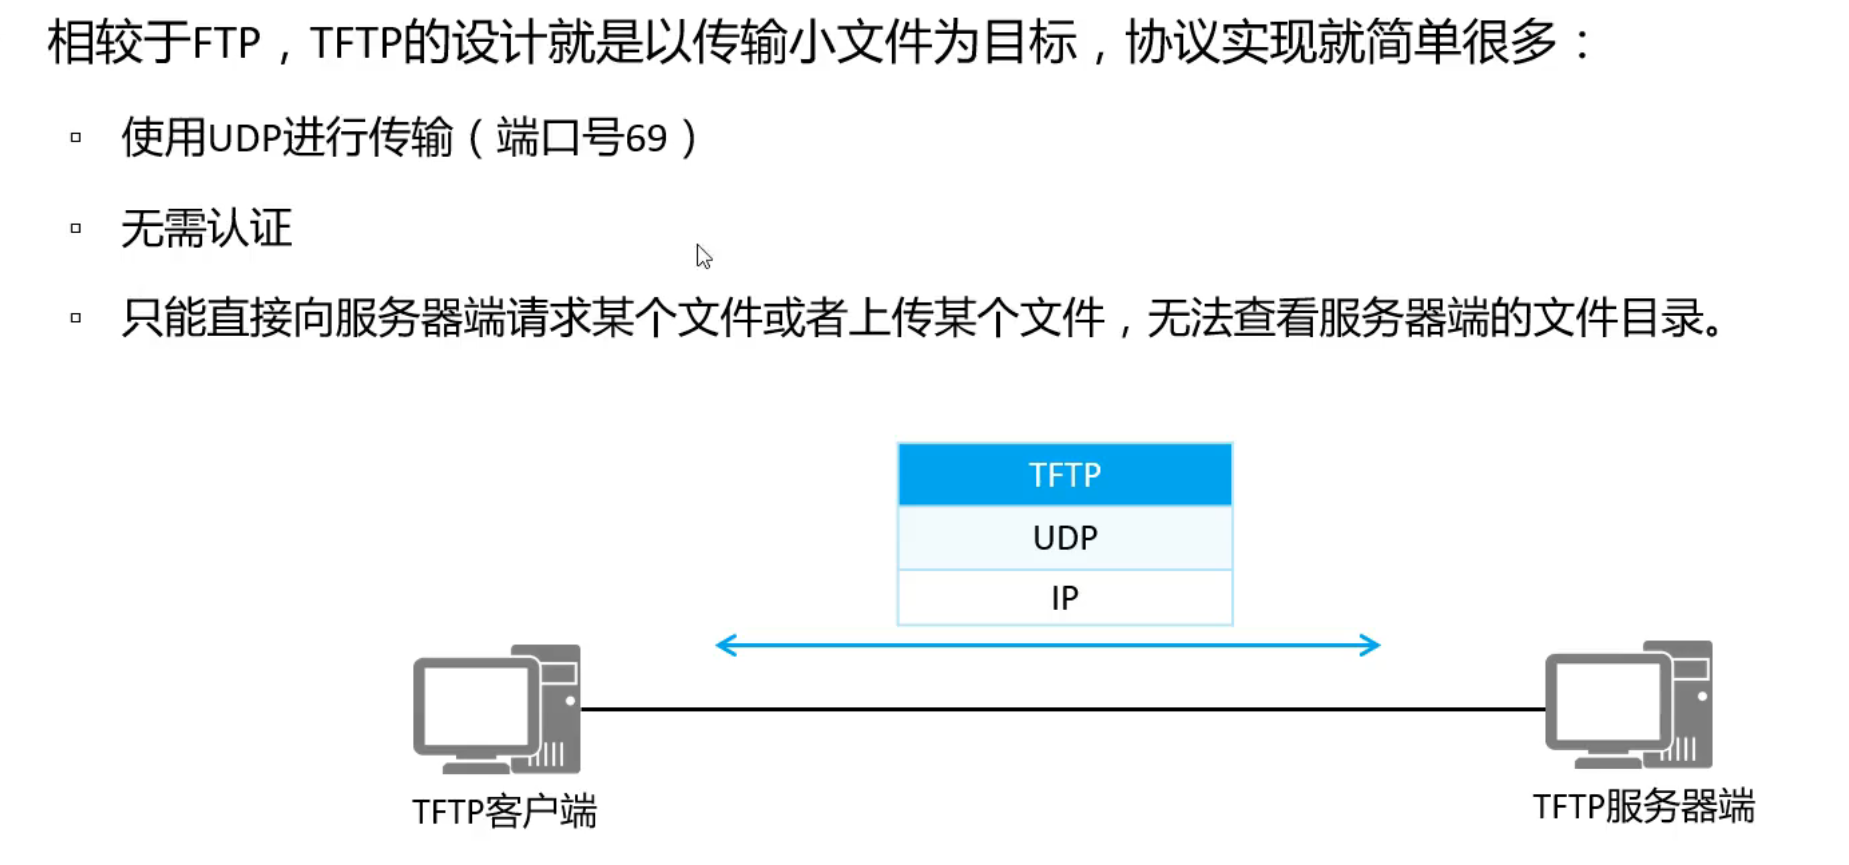 相较于FTP，TFTP的设计就是以传输小文件为目标，协议实现就简单很多：
使用UDP进行传输（端口号69）
无需认证
只能直接向服务器端请求某个文件或者上传某个文件，无法查看服务器端的文件目录。
TFTP
UDP
IP
TFTP客户端
TFTP服务器端